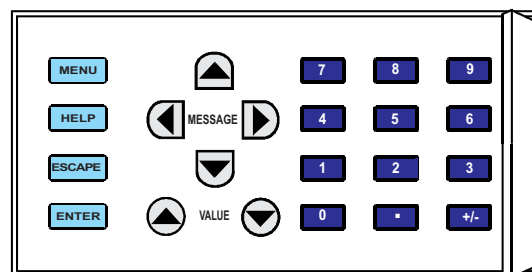 MENU 7 8 9
HELP MESSAGE 4 5 6
ESCAPE 1 2 3
ENTER VALUE 0 . +/-